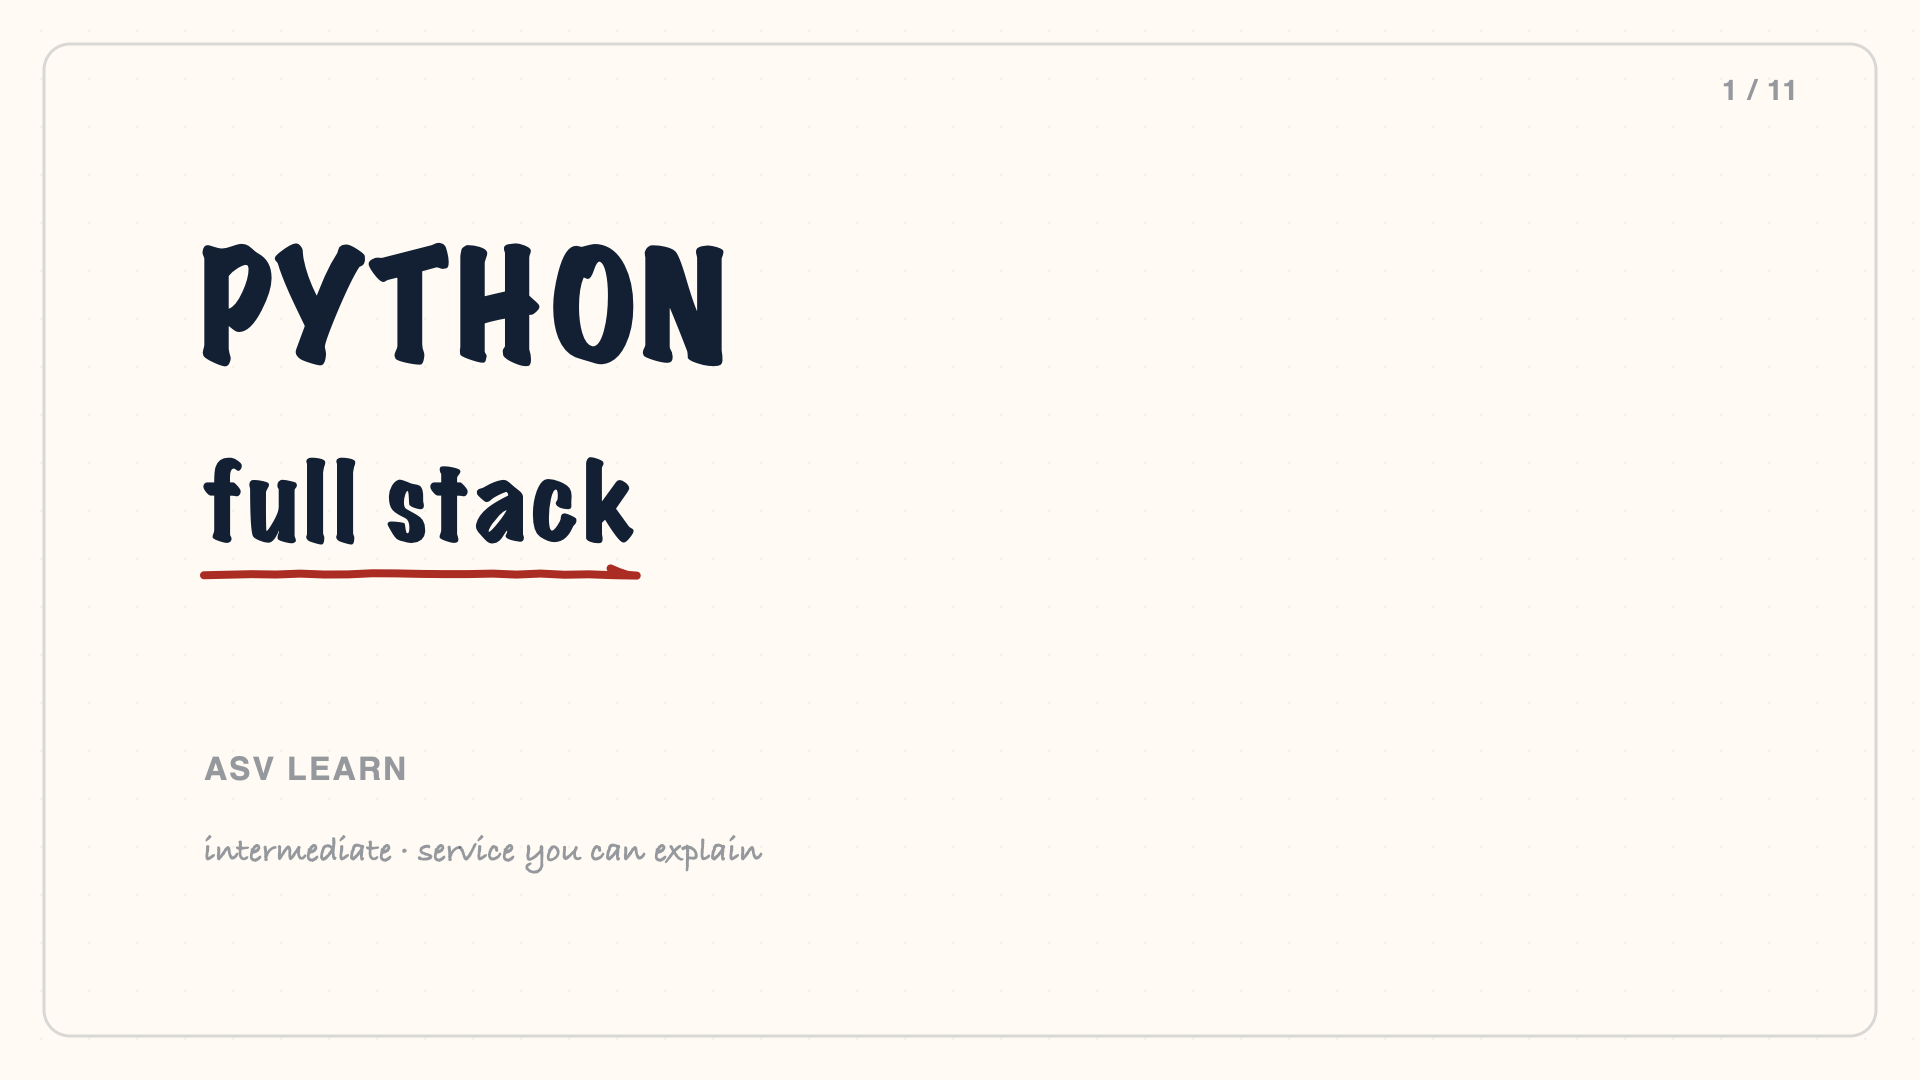 1 / 11
PYTHON
full stack
ASV LEARN
intermediate · service you can explain